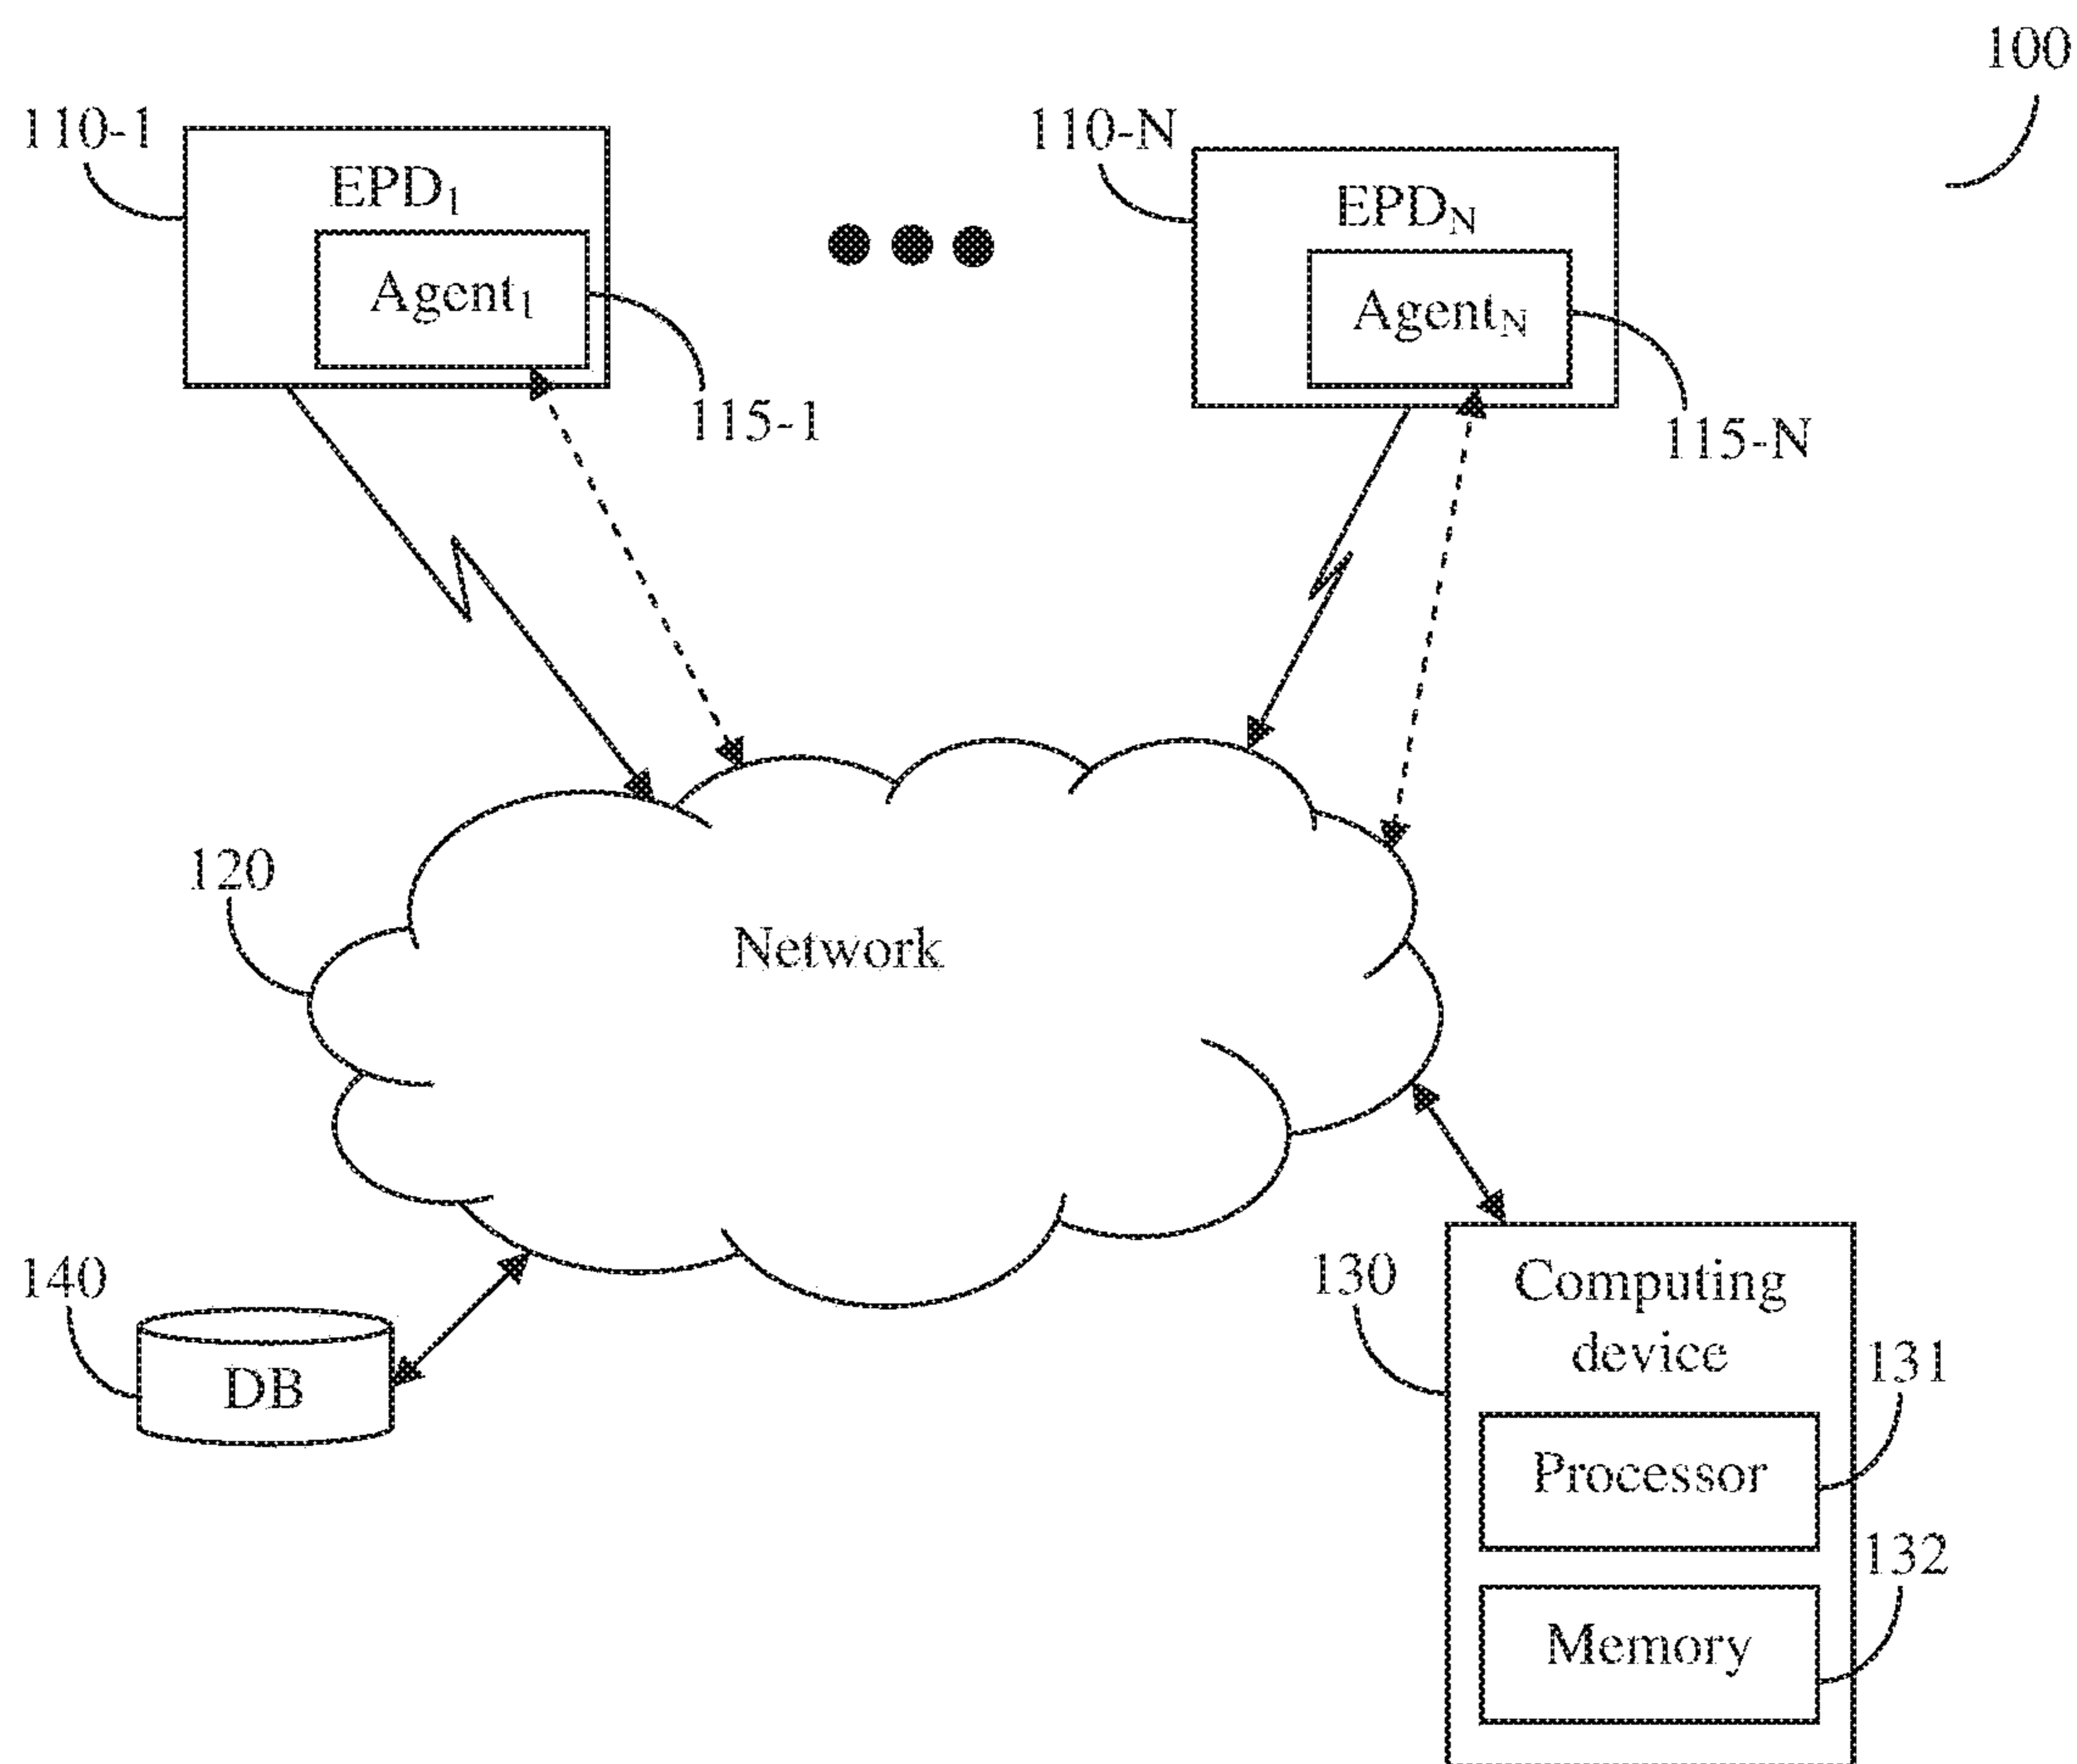 100
110-1
EPD1
Agent1
115-1
110-N
EPDN
AgentN
115-N
120
Network
140
DB
130
Computing
device
131
Processor
132
Memory